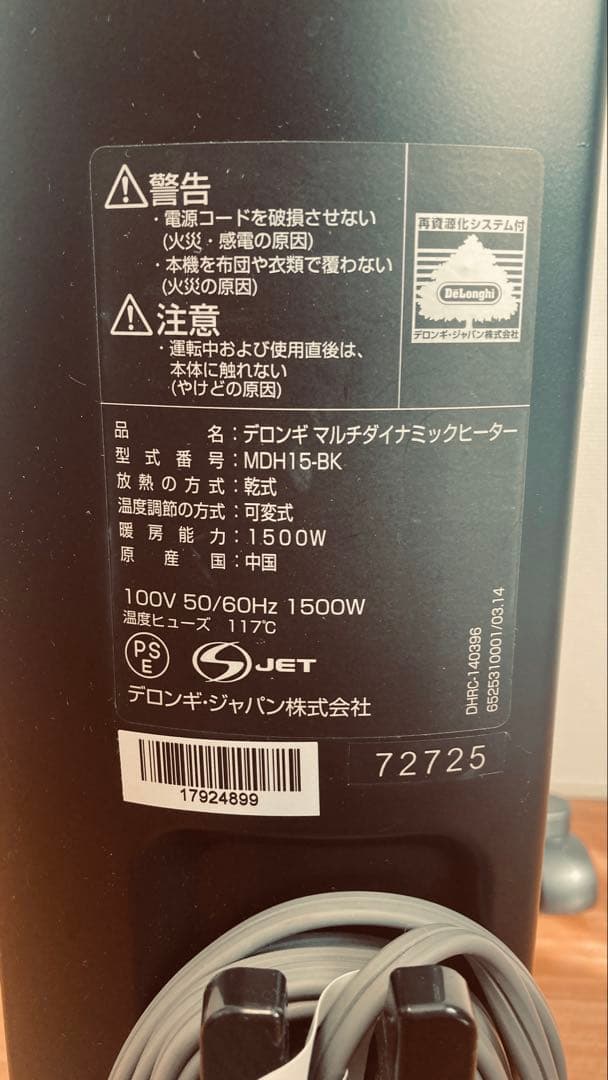 警告
・電源コードを破損させない
(火災・感電の原因)
・本機を布団や衣類で覆わない
(火災の原因)
注意
・運転中および使用直後は、
本体に触れない
(やけどの原因)
再資源化システム付
DeLonghi
デロンギ・ジャパン株式会社
品名：デロンギ マルチダイナミックヒーター
型式番号：MDH15-BK
放熱の方式：乾式
温度調節の方式：可変式
暖房能力：1500W
原産国：中国
100V 50/60Hz 1500W
温度ヒューズ 117℃
PS
E
S JET
デロンギ・ジャパン株式会社
DHRC-140396
6525310001/03.14
17924899
72725